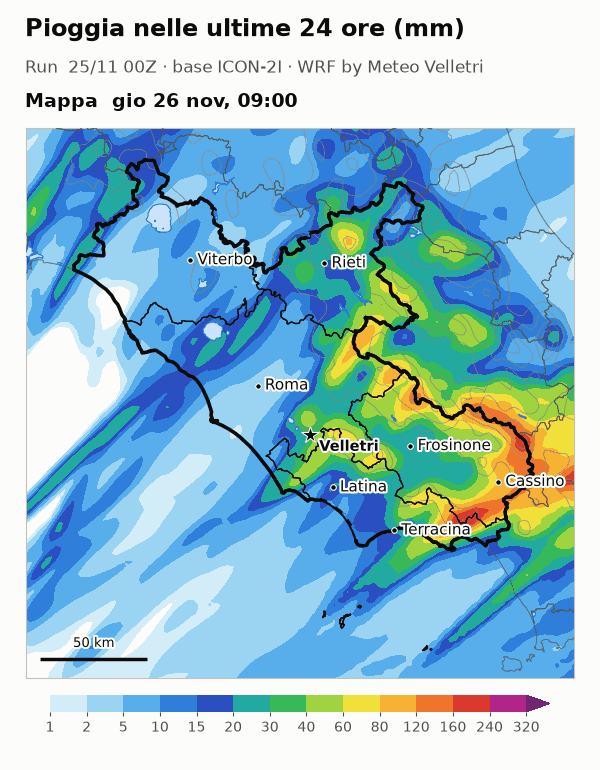 Pioggia nelle ultime 24 ore (mm)
Run  25/11 00Z · base ICON-2I · WRF by Meteo Velletri
Mappa  gio 26 nov, 09:00
Viterbo
Rieti
Roma
Velletri
Frosinone
Latina
Cassino
Terracina
50 km
1 2 5 10 15 20 30 40 60 80 120 160 240 320